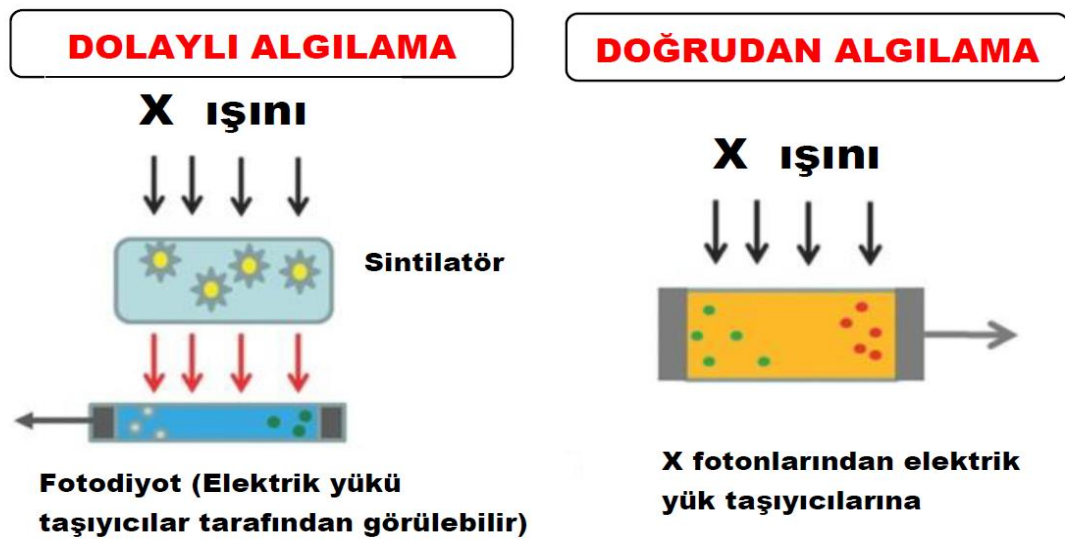 DOLAYLI ALGILAMA
X ışını
Sintilatör
Fotodiyot (Elektrik yükü
taşıyıcılar tarafından görülebilir)
DOĞRUDAN ALGILAMA
X ışını
X fotonlarından elektrik
yük taşıyıcılarına